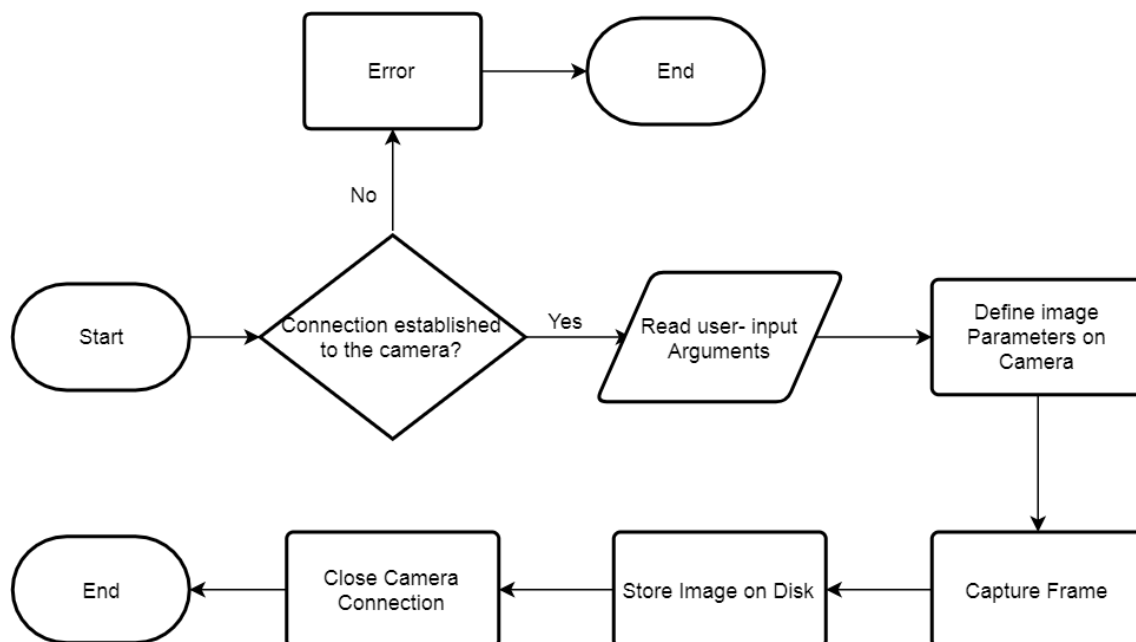 Error
End
No
Start
Connection established
to the camera?
Yes
Read user- input
Arguments
Define image
Parameters on
Camera
End
Close Camera
Connection
Store Image on Disk
Capture Frame